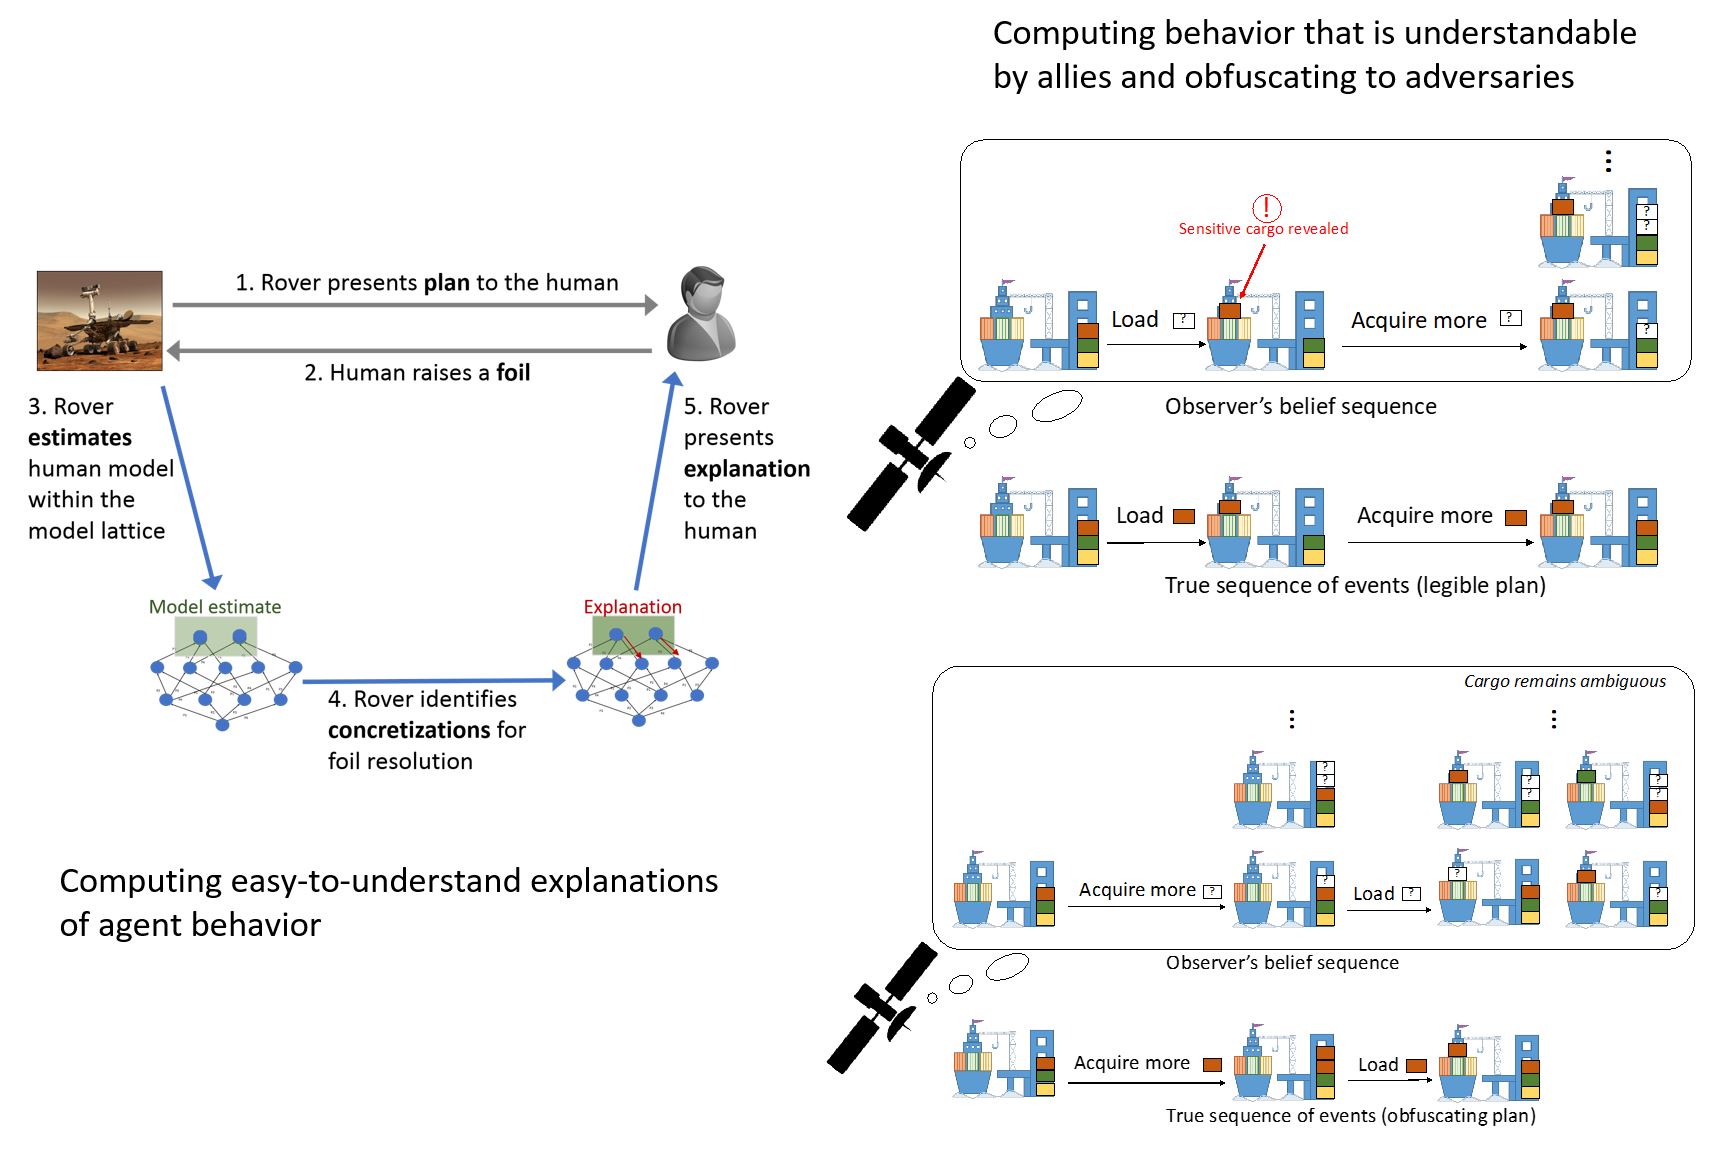 Computing behavior that is understandable
by allies and obfuscating to adversaries
1. Rover presents plan to the human
2. Human raises a foil
3. Rover
estimates
human model
within the
model lattice
5. Rover
presents
explanation
to the
human
Model estimate
Explanation
4. Rover identifies
concretizations for
foil resolution
Computing easy-to-understand explanations
of agent behavior
!
Sensitive cargo revealed
Load ?
Acquire more ?
?
?
?
Observer's belief sequence
Load
Acquire more
True sequence of events (legible plan)
Cargo remains ambiguous
?
?
?
?
?
?
Acquire more ?
?
Load ?
?
?
Observer's belief sequence
Acquire more
Load
True sequence of events (obfuscating plan)